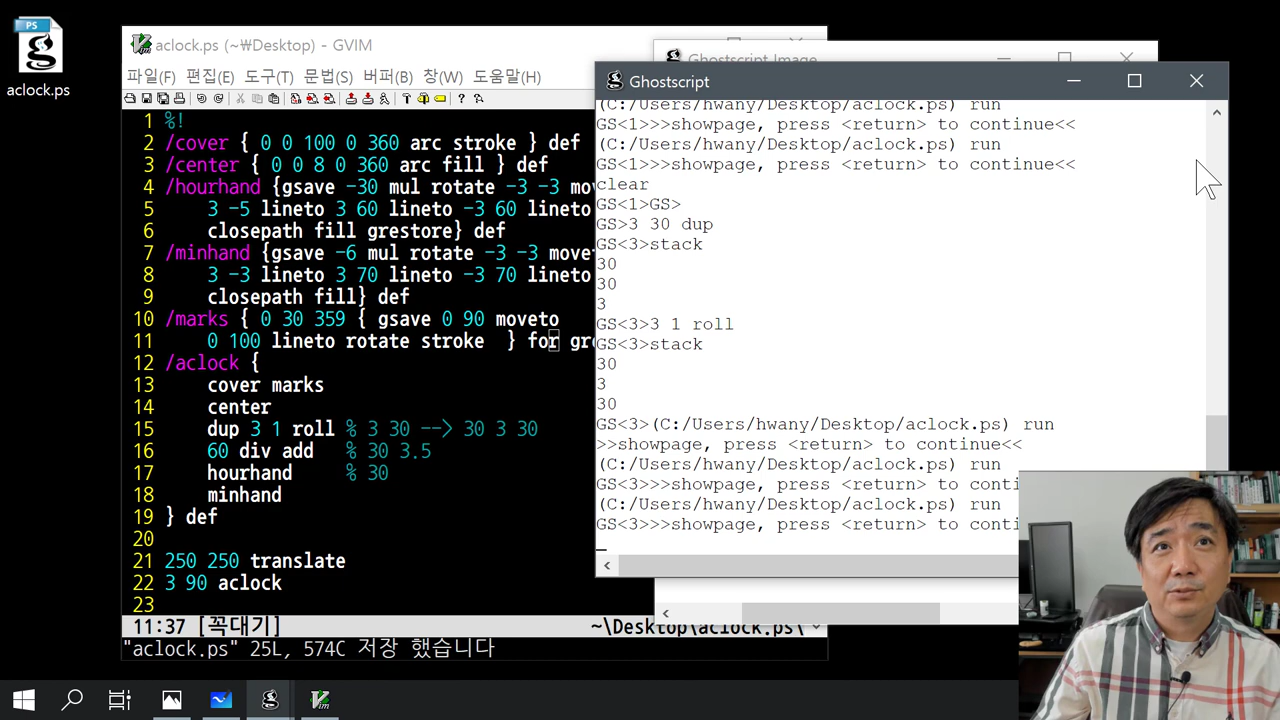 PS
aclock.ps
aclock.ps (~\Desktop) - GVIM
파일(F) 편집(E) 도구(T) 문법(S) 버퍼(B) 창(W) 도움말(H)
1 %!
2 /cover { 0 0 100 0 360 arc stroke } def
3 /center { 0 0 8 0 360 arc fill } def
4 /hourhand {gsave -30 mul rotate -3 -3 mov
5 3 -5 lineto 3 60 lineto -3 60 lineto
6 closepath fill grestore} def
7 /minhand {gsave -6 mul rotate -3 -3 move
8 3 -3 lineto 3 70 lineto -3 70 lineto
9 closepath fill} def
10 /marks { 0 30 359 { gsave 0 90 moveto
11 0 100 lineto rotate stroke } for gre
12 /aclock {
13 cover marks
14 center
15 dup 3 1 roll % 3 30 --> 30 3 30
16 60 div add % 30 3.5
17 hourhand % 30
18 minhand
19 } def
20
21 250 250 translate
22 3 90 aclock
23
11:37 [꼭대기] ~\Desktop\aclock.ps\
"aclock.ps" 25L, 574C 저장 했습니다
Ghostscript Image
Ghostscript
(C:/Users/hwany/Desktop/aclock.ps) run
GS<1>>>showpage, press <return> to continue<<
(C:/Users/hwany/Desktop/aclock.ps) run
GS<1>>>showpage, press <return> to continue<<
clear
GS<1>GS>
GS>3 30 dup
GS<3>stack
30
30
3
GS<3>3 1 roll
GS<3>stack
30
3
30
GS<3>(C:/Users/hwany/Desktop/aclock.ps) run
>>showpage, press <return> to continue<<
(C:/Users/hwany/Desktop/aclock.ps) run
GS<3>>>showpage, press <return> to conti
(C:/Users/hwany/Desktop/aclock.ps) run
GS<3>>>showpage, press <return> to conti